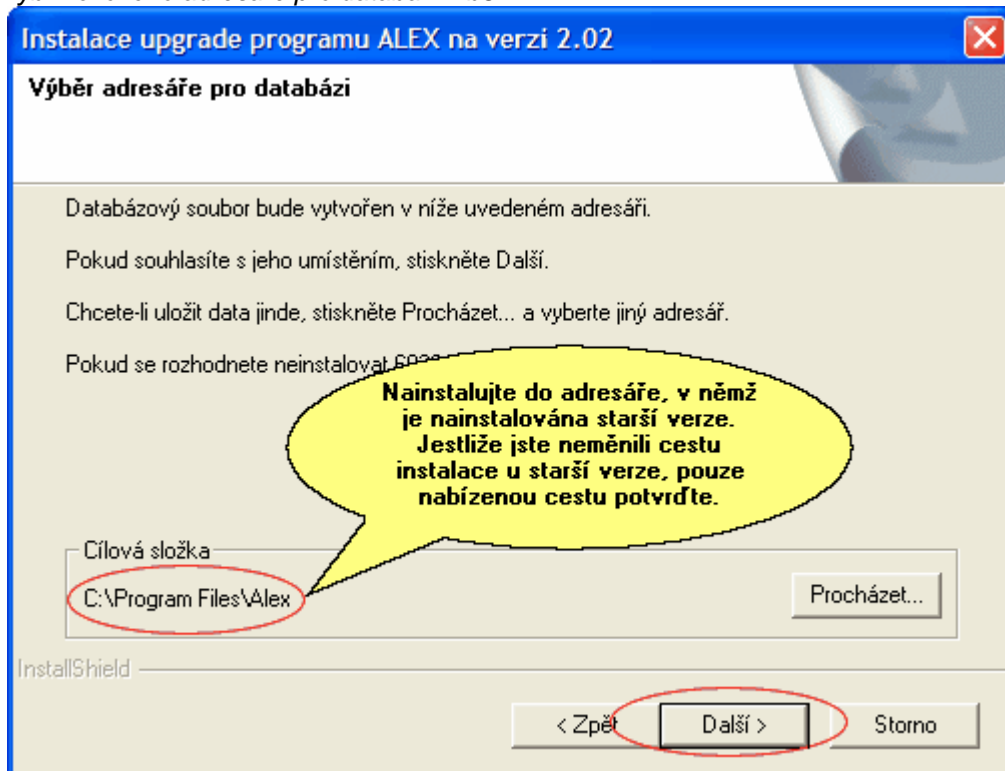 Instalace upgrade programu ALEX na verzi 2.02
Výběr adresáře pro databázi
Databázový soubor bude vytvořen v níže uvedeném adresáři.
Pokud souhlasíte s jeho umístěním, stiskněte Další.
Chcete-li uložit data jinde, stiskněte Procházet... a vyberte jiný adresář.
Pokud se rozhodnete neinstalovat
Nainstalujte do adresáře, v němž
je nainstalována starší verze.
Jestliže jste neměnili cestu
instalace u starší verze, pouze
nabízenou cestu potvrďte.
Cílová složka
C:\Program Files\Alex
Procházet...
InstallShield
< Zpět
Další >
Storno